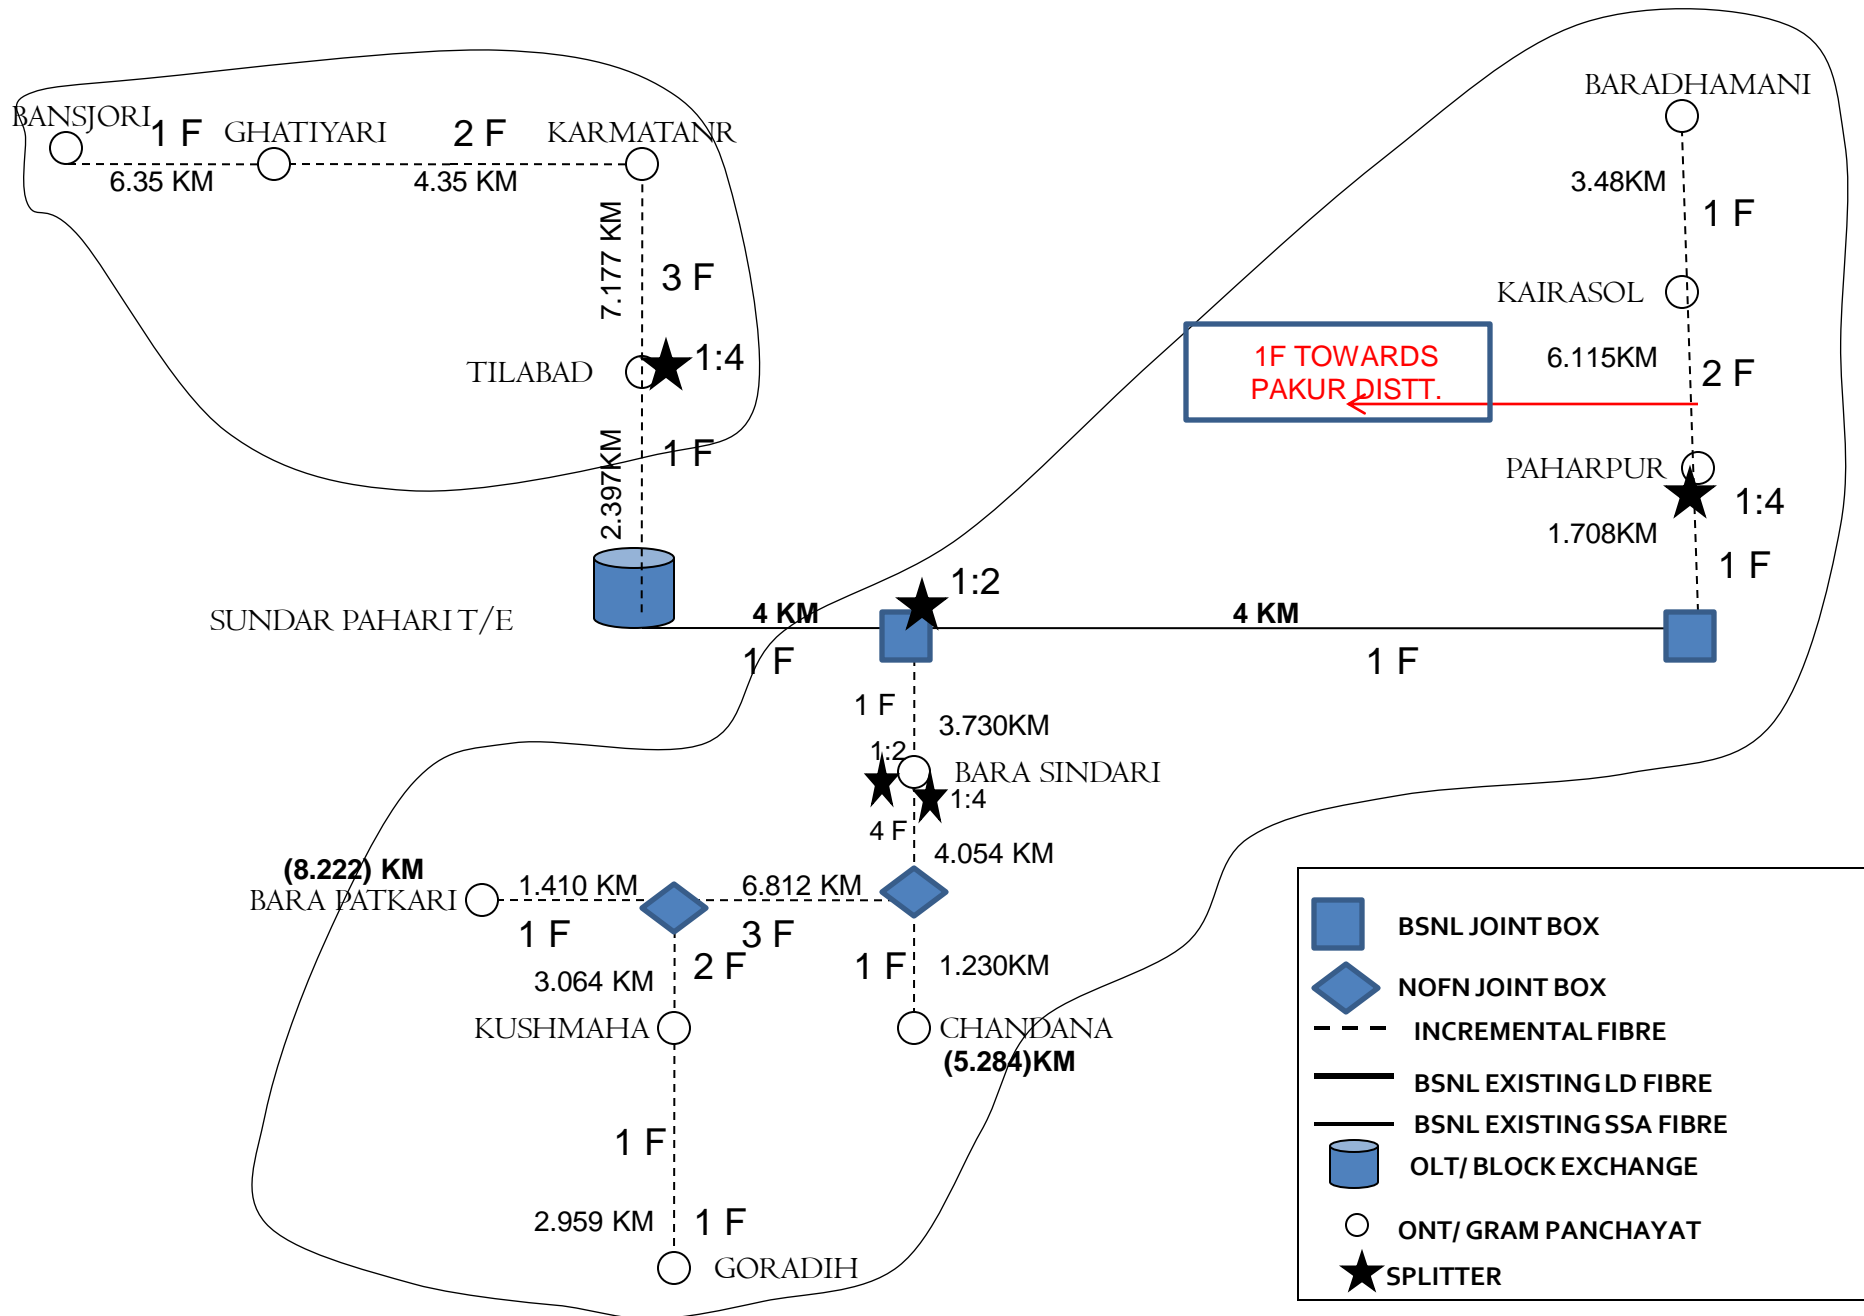 BARADHAMANI
BANSJORI
1 F
GHATIYARI
2 F
KARMATANR
6.35 KM
4.35 KM
3.48KM
1 F
7.177 KM
3 F
KAIRASOL
TILABAD
1:4
1F TOWARDS
PAKUR DISTT.
6.115KM
2 F
2.397KM
1 F
PAHARPUR
1:4
1.708KM
1 F
SUNDAR PAHARI T/E
4 KM
1 F
1:2
4 KM
1 F
1 F
3.730KM
1:2
BARA SINDARI
1:4
4 F
4.054 KM
(8.222) KM
BARA PATKARI
1.410 KM
6.812 KM
1 F
3 F
2 F
1 F
1.230KM
3.064 KM
KUSHMAHA
CHANDANA
(5.284)KM
1 F
2.959 KM
1 F
GORADIH
BSNL JOINT BOX
NOFN JOINT BOX
INCREMENTAL FIBRE
BSNL EXISTING LD FIBRE
BSNL EXISTING SSA FIBRE
OLT/ BLOCK EXCHANGE
ONT/ GRAM PANCHAYAT
SPLITTER